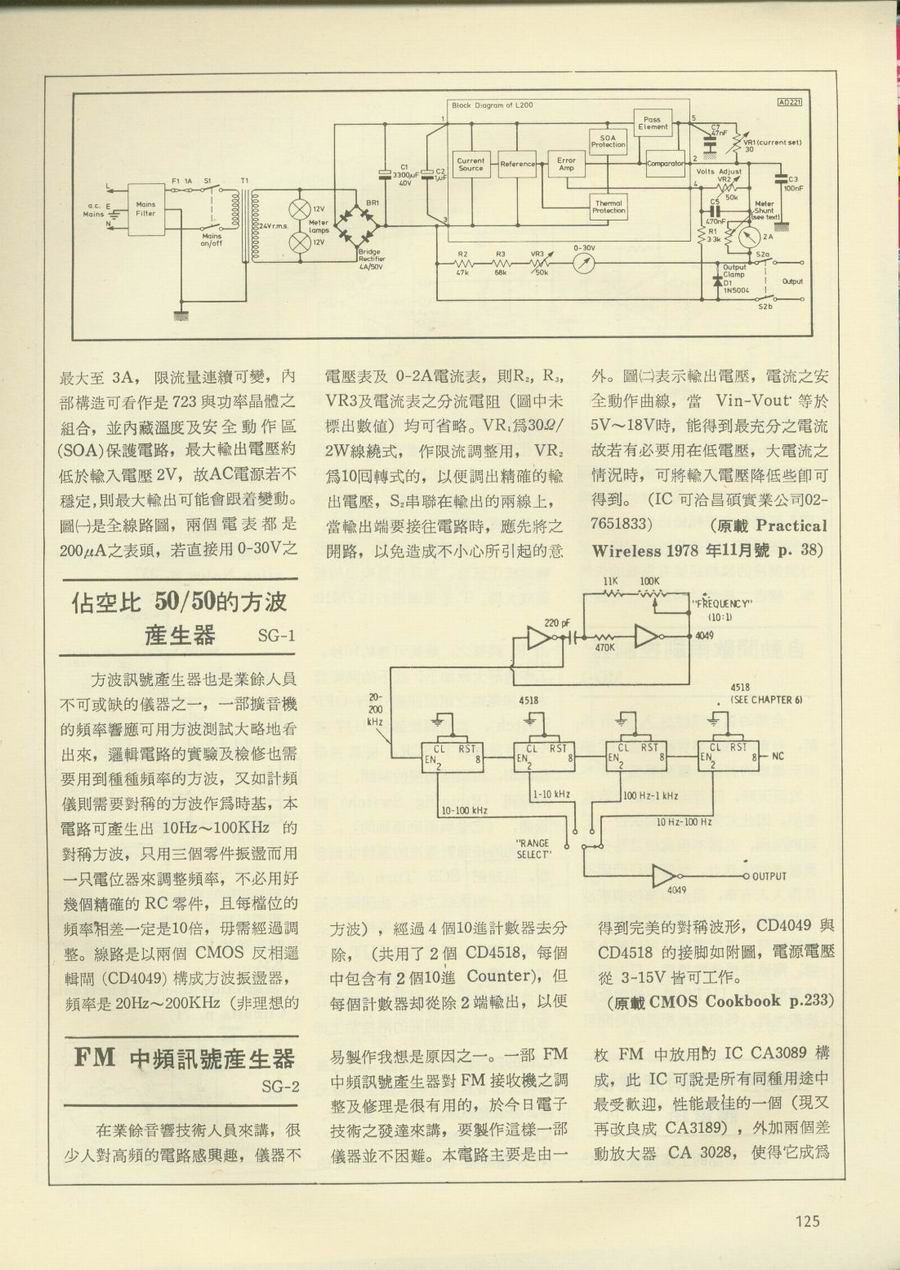 Block Diagram of L200
AD221
1
5
C7
47nF
VR1(current set)
30
Pass
Element
SOA
Protection
Current
Source
Reference
Error
Amp
Comparator
2
Thermal
Protection
Volts Adjust
VR2
50k
4
C3
100nF
C5
470nF
R1
3·3k
Meter
Shunt
(see text)
2A
C1
3300μF
40V
C2
1μF
3
F1 1A
S1
T1
L
a.c. E
Mains
N
Mains
Filter
Mains
on/off
24V r.m.s.
12V
Meter
lamps
12V
BR1
Bridge
Rectifier
4A/50V
R2
47k
R3
68k
VR3
50k
0-30V
Output
Clamp
D1
1N5004
S2a
Output
S2b
最大至 3A， 限流量連續可變，內
部構造可看作是 723 與功率晶體之
組合，並內藏溫度及安全動作區
(SOA)保護電路，最大輸出電壓約
低於輸入電壓 2V，故AC電源若不
穩定，則最大輸出可能會跟着變動。
圖㈠是全線路圖，兩個電表都是
200μA之表頭，若直接用 0-30V之
電壓表及 0-2A電流表，則R₂, R₃,
VR3及電流表之分流電阻（圖中未
標出數値）均可省略。VR₁爲30Ω/
2W線繞式， 作限流調整用， VR₂
爲10回轉式的，以便調出精確的輸
出電壓，S₂串聯在輸出的兩線上，
當輸出端要接往電路時，應先將之
開路，以免造成不小心所引起的意
外。圖㈡表示輸出電壓，電流之安
全動作曲線，當 Vin-Vout 等於
5V～18V時，能得到最充分之電流
故若有必要用在低電壓，大電流之
情況時，可將輸入電壓降低些卽可
得到。 （IC 可洽昌碩實業公司02-
7651833) (原載 Practical
Wireless 1978 年11月號 p. 38)
佔空比 50/50的方波
產生器 SG-1
方波訊號產生器也是業餘人員
不可或缺的儀器之一，一部擴音機
的頻率響應可用方波測試大略地看
出來，邏輯電路的實驗及檢修也需
要用到種種頻率的方波，又如計頻
儀則需要對稱的方波作爲時基，本
電路可產生出 10Hz～100KHz 的
對稱方波，只用三個零件振盪而用
一只電位器來調整頻率，不必用好
幾個精確的 RC 零件，且每檔位的
頻率相差一定是10倍，毋需經過調
整。線路是以兩個 CMOS 反相邏
輯閘 (CD4049) 構成方波振盪器，
頻率是 20Hz～200KHz（非理想的
11K
100K
"FREQUENCY"
(10:1)
220 pF
470K
4049
20-
200
kHz
4518
4518
(SEE CHAPTER 6)
CL RST
EN 2 8
CL RST
EN 2 8
CL RST
EN 2 8
CL RST
EN 2 8
NC
10-100 kHz
1-10 kHz
100 Hz-1 kHz
10 Hz-100 Hz
"RANGE
SELECT"
4049
OUTPUT
方波），經過 4 個10進計數器去分
除， （共用了 2 個 CD4518，每個
中包含有 2 個10進 Counter)，但
每個計數器却從除 2 端輸出，以便
得到完美的對稱波形，CD4049 與
CD4518 的接脚如附圖，電源電壓
從 3-15V 皆可工作。
(原載 CMOS Cookbook p.233)
FM 中頻訊號產生器
SG-2
在業餘音響技術人員來講，很
少人對高頻的電路感興趣，儀器不
易製作我想是原因之一。一部 FM
中頻訊號產生器對 FM 接收機之調
整及修理是很有用的，於今日電子
技術之發達來講，要製作這樣一部
儀器並不困難。本電路主要是由一
枚 FM 中放用的 IC CA3089 構
成，此 IC 可說是所有同種用途中
最受歡迎，性能最佳的一個（現又
再改良成 CA3189)，外加兩個差
動放大器 CA 3028，使得它成爲
125